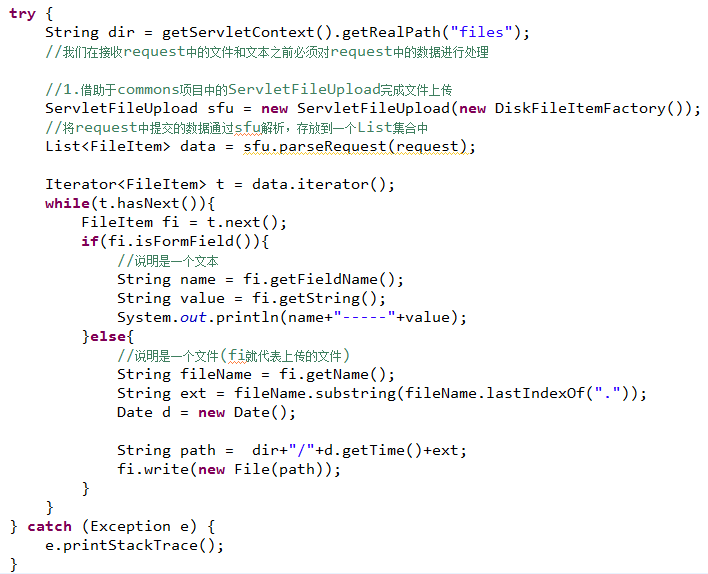 try {
    String dir = getServletContext().getRealPath("files");
    //我们在接收request中的文件和文本之前必须对request中的数据进行处理
    //1.借助于commons项目中的ServletFileUpload完成文件上传
    ServletFileUpload sfu = new ServletFileUpload(new DiskFileItemFactory());
    //将request中提交的数据通过sfu解析，存放到一个List集合中
    List<FileItem> data = sfu.parseRequest(request);
    Iterator<FileItem> t = data.iterator();
    while(t.hasNext()){
        FileItem fi = t.next();
        if(fi.isFormField()){
            //说明是一个文本
            String name = fi.getFieldName();
            String value = fi.getString();
            System.out.println(name+"-----"+value);
        }else{
            //说明是一个文件(fi就代表上传的文件)
            String fileName = fi.getName();
            String ext = fileName.substring(fileName.lastIndexOf("."));
            Date d = new Date();
            String path =  dir+"/"+d.getTime()+ext;
            fi.write(new File(path));
        }
    }
} catch (Exception e) {
    e.printStackTrace();
}